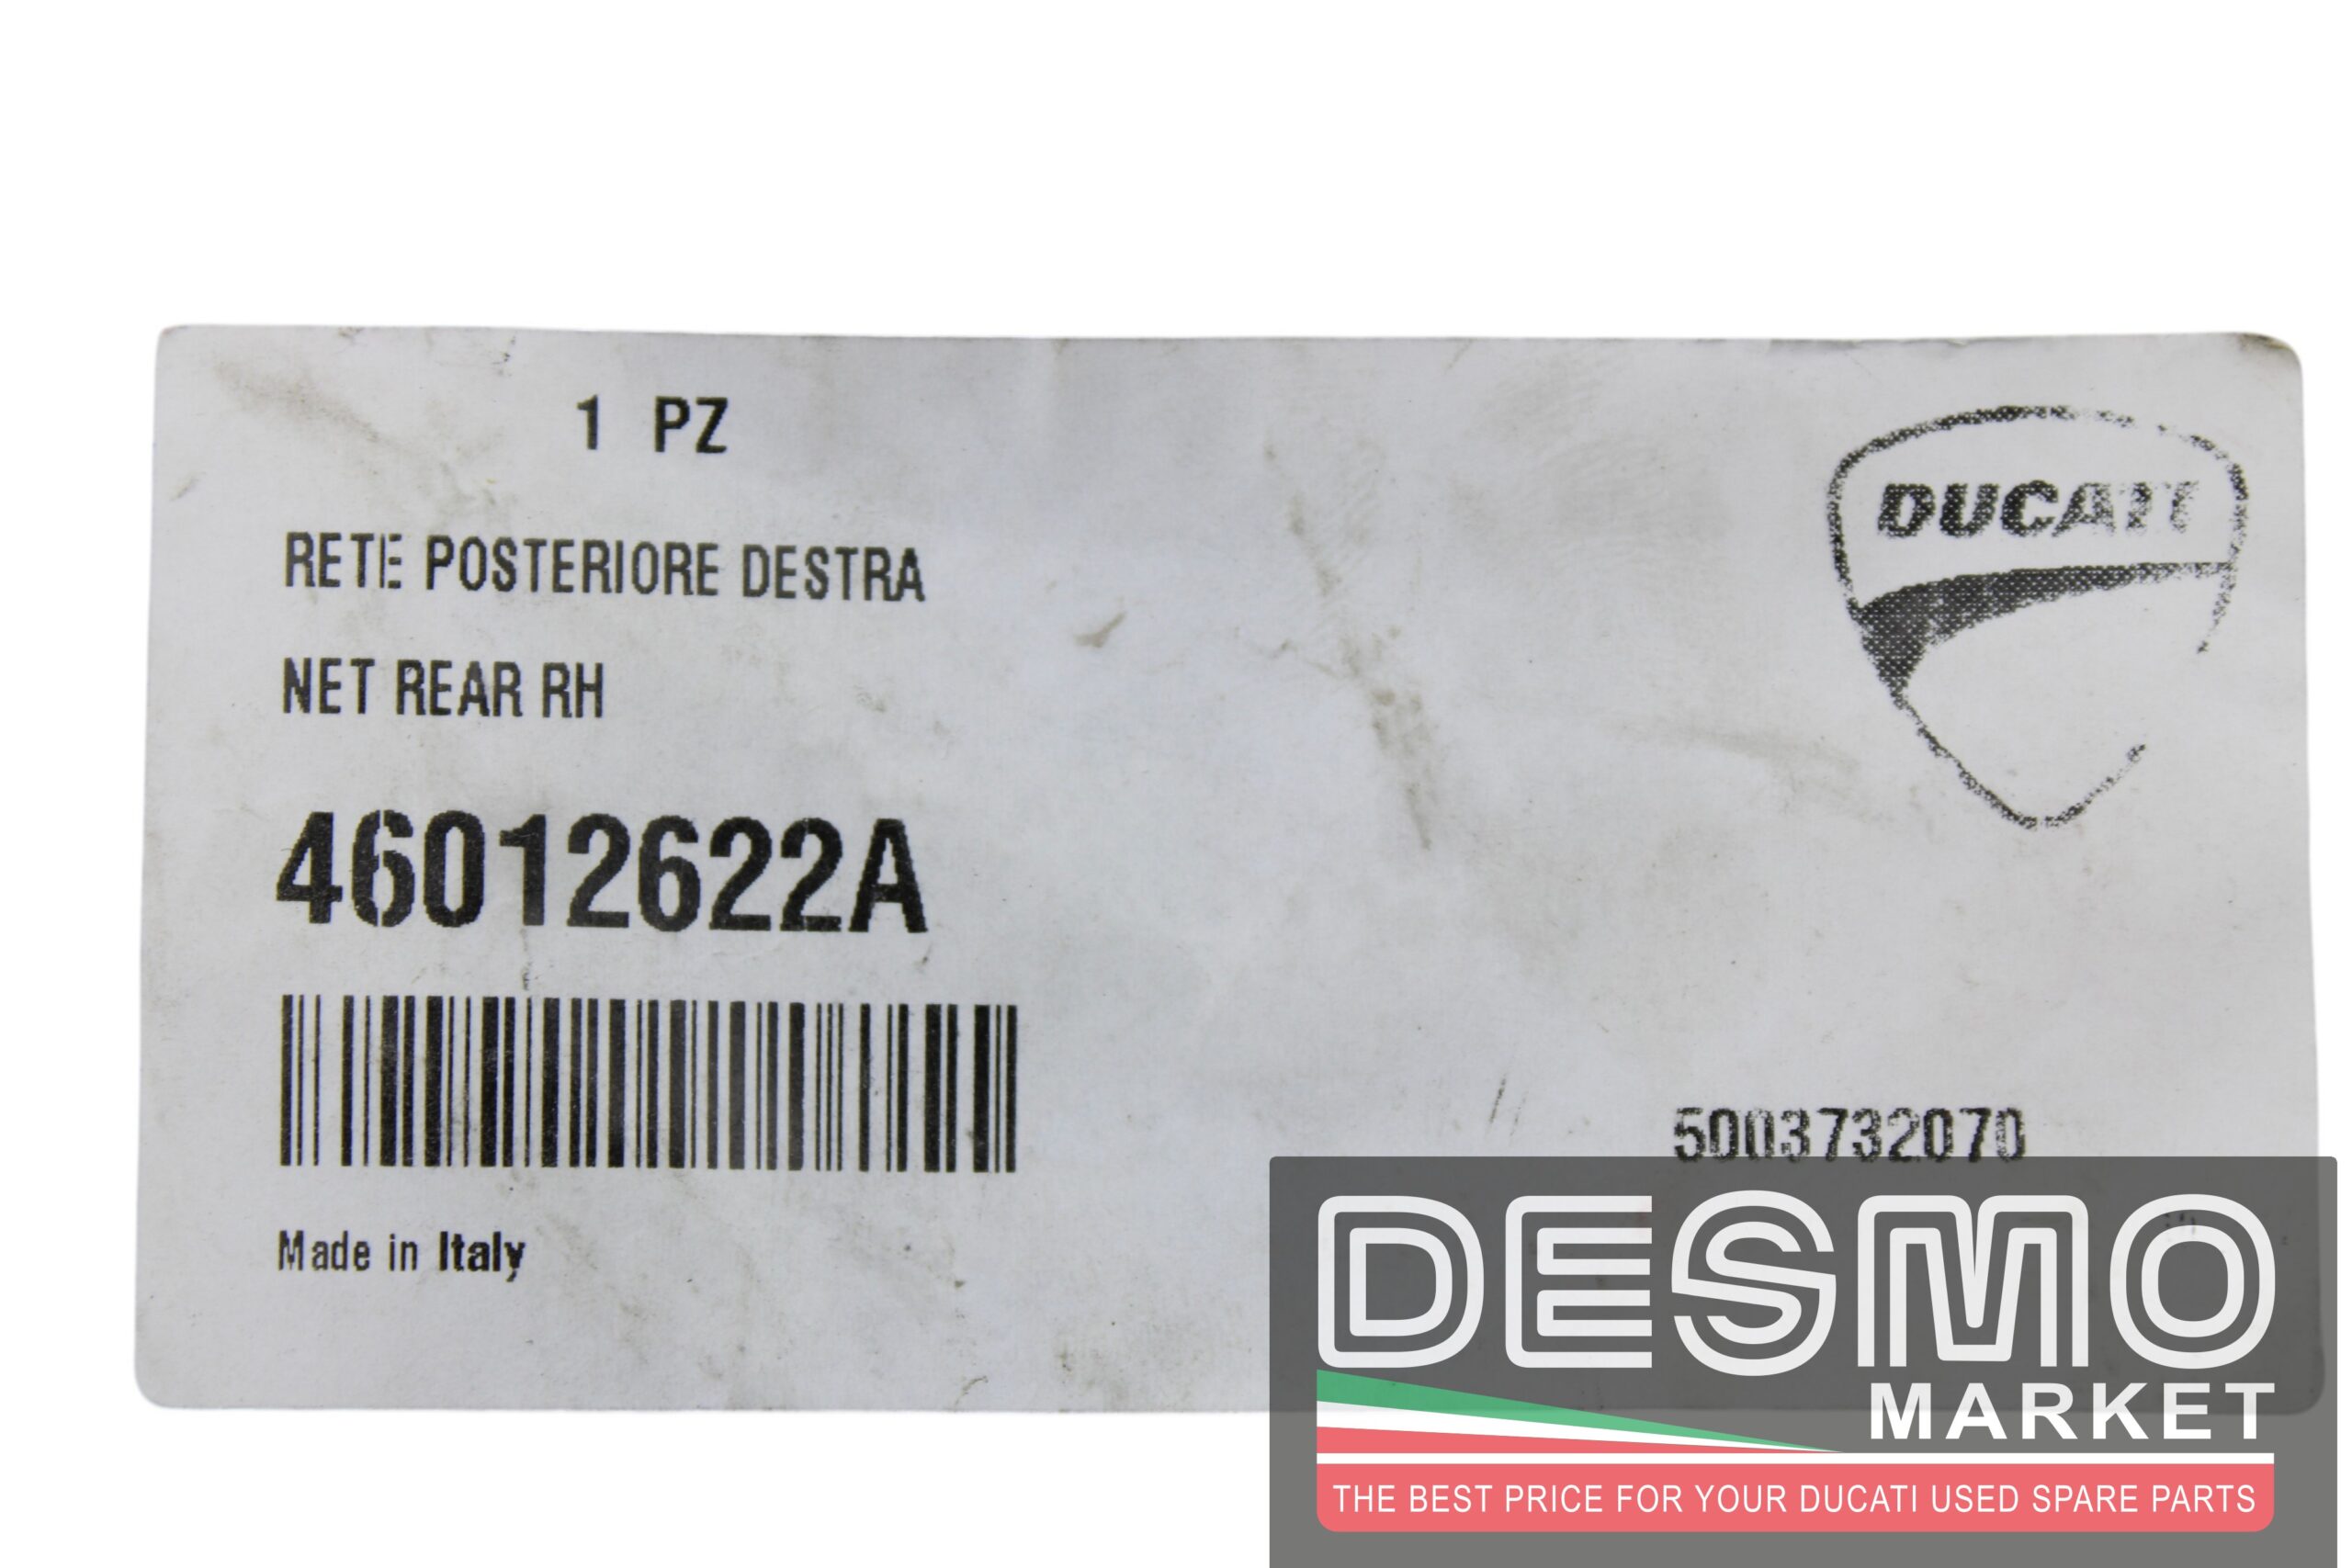 1 PZ
DUCATI
RETE POSTERIORE DESTRA
NET REAR RH
46012622A
5003732070
Made in Italy
DESMO
MARKET
THE BEST PRICE FOR YOUR DUCATI USED SPARE PARTS